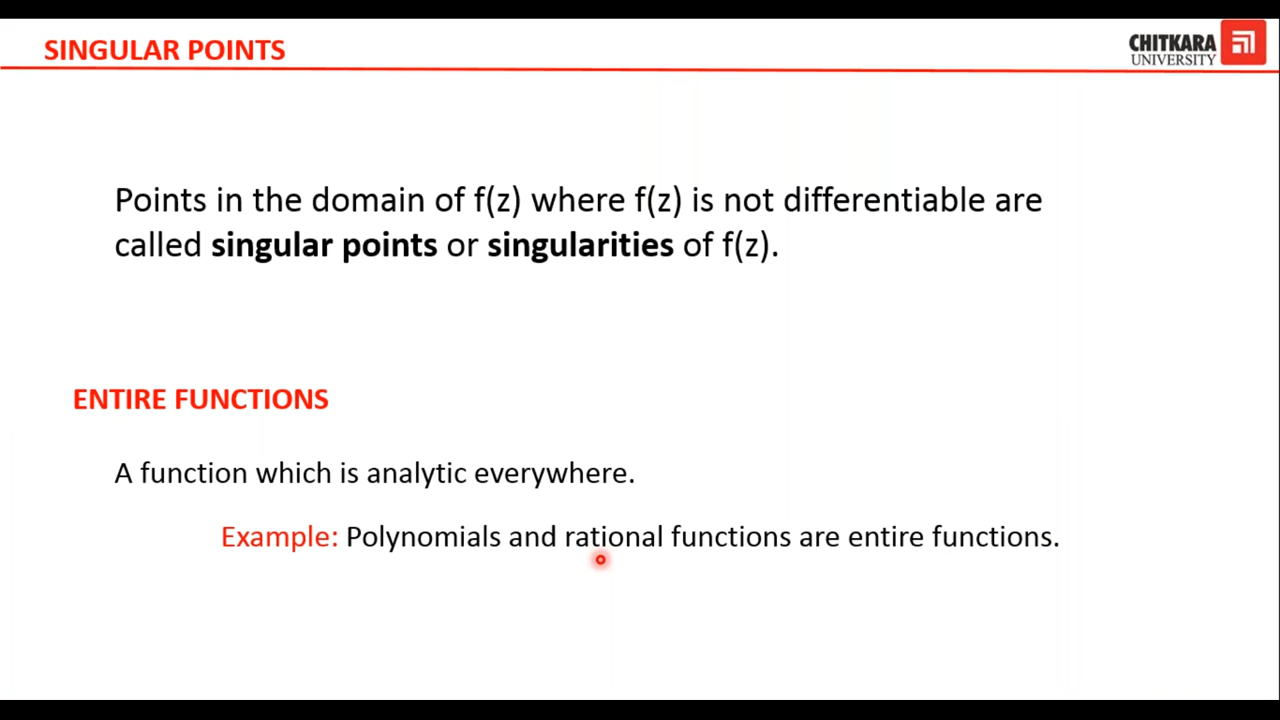 SINGULAR POINTS
CHITKARA
UNIVERSITY
Points in the domain of f(z) where f(z) is not differentiable are
called singular points or singularities of f(z).
ENTIRE FUNCTIONS
A function which is analytic everywhere.
Example: Polynomials and rational functions are entire functions.